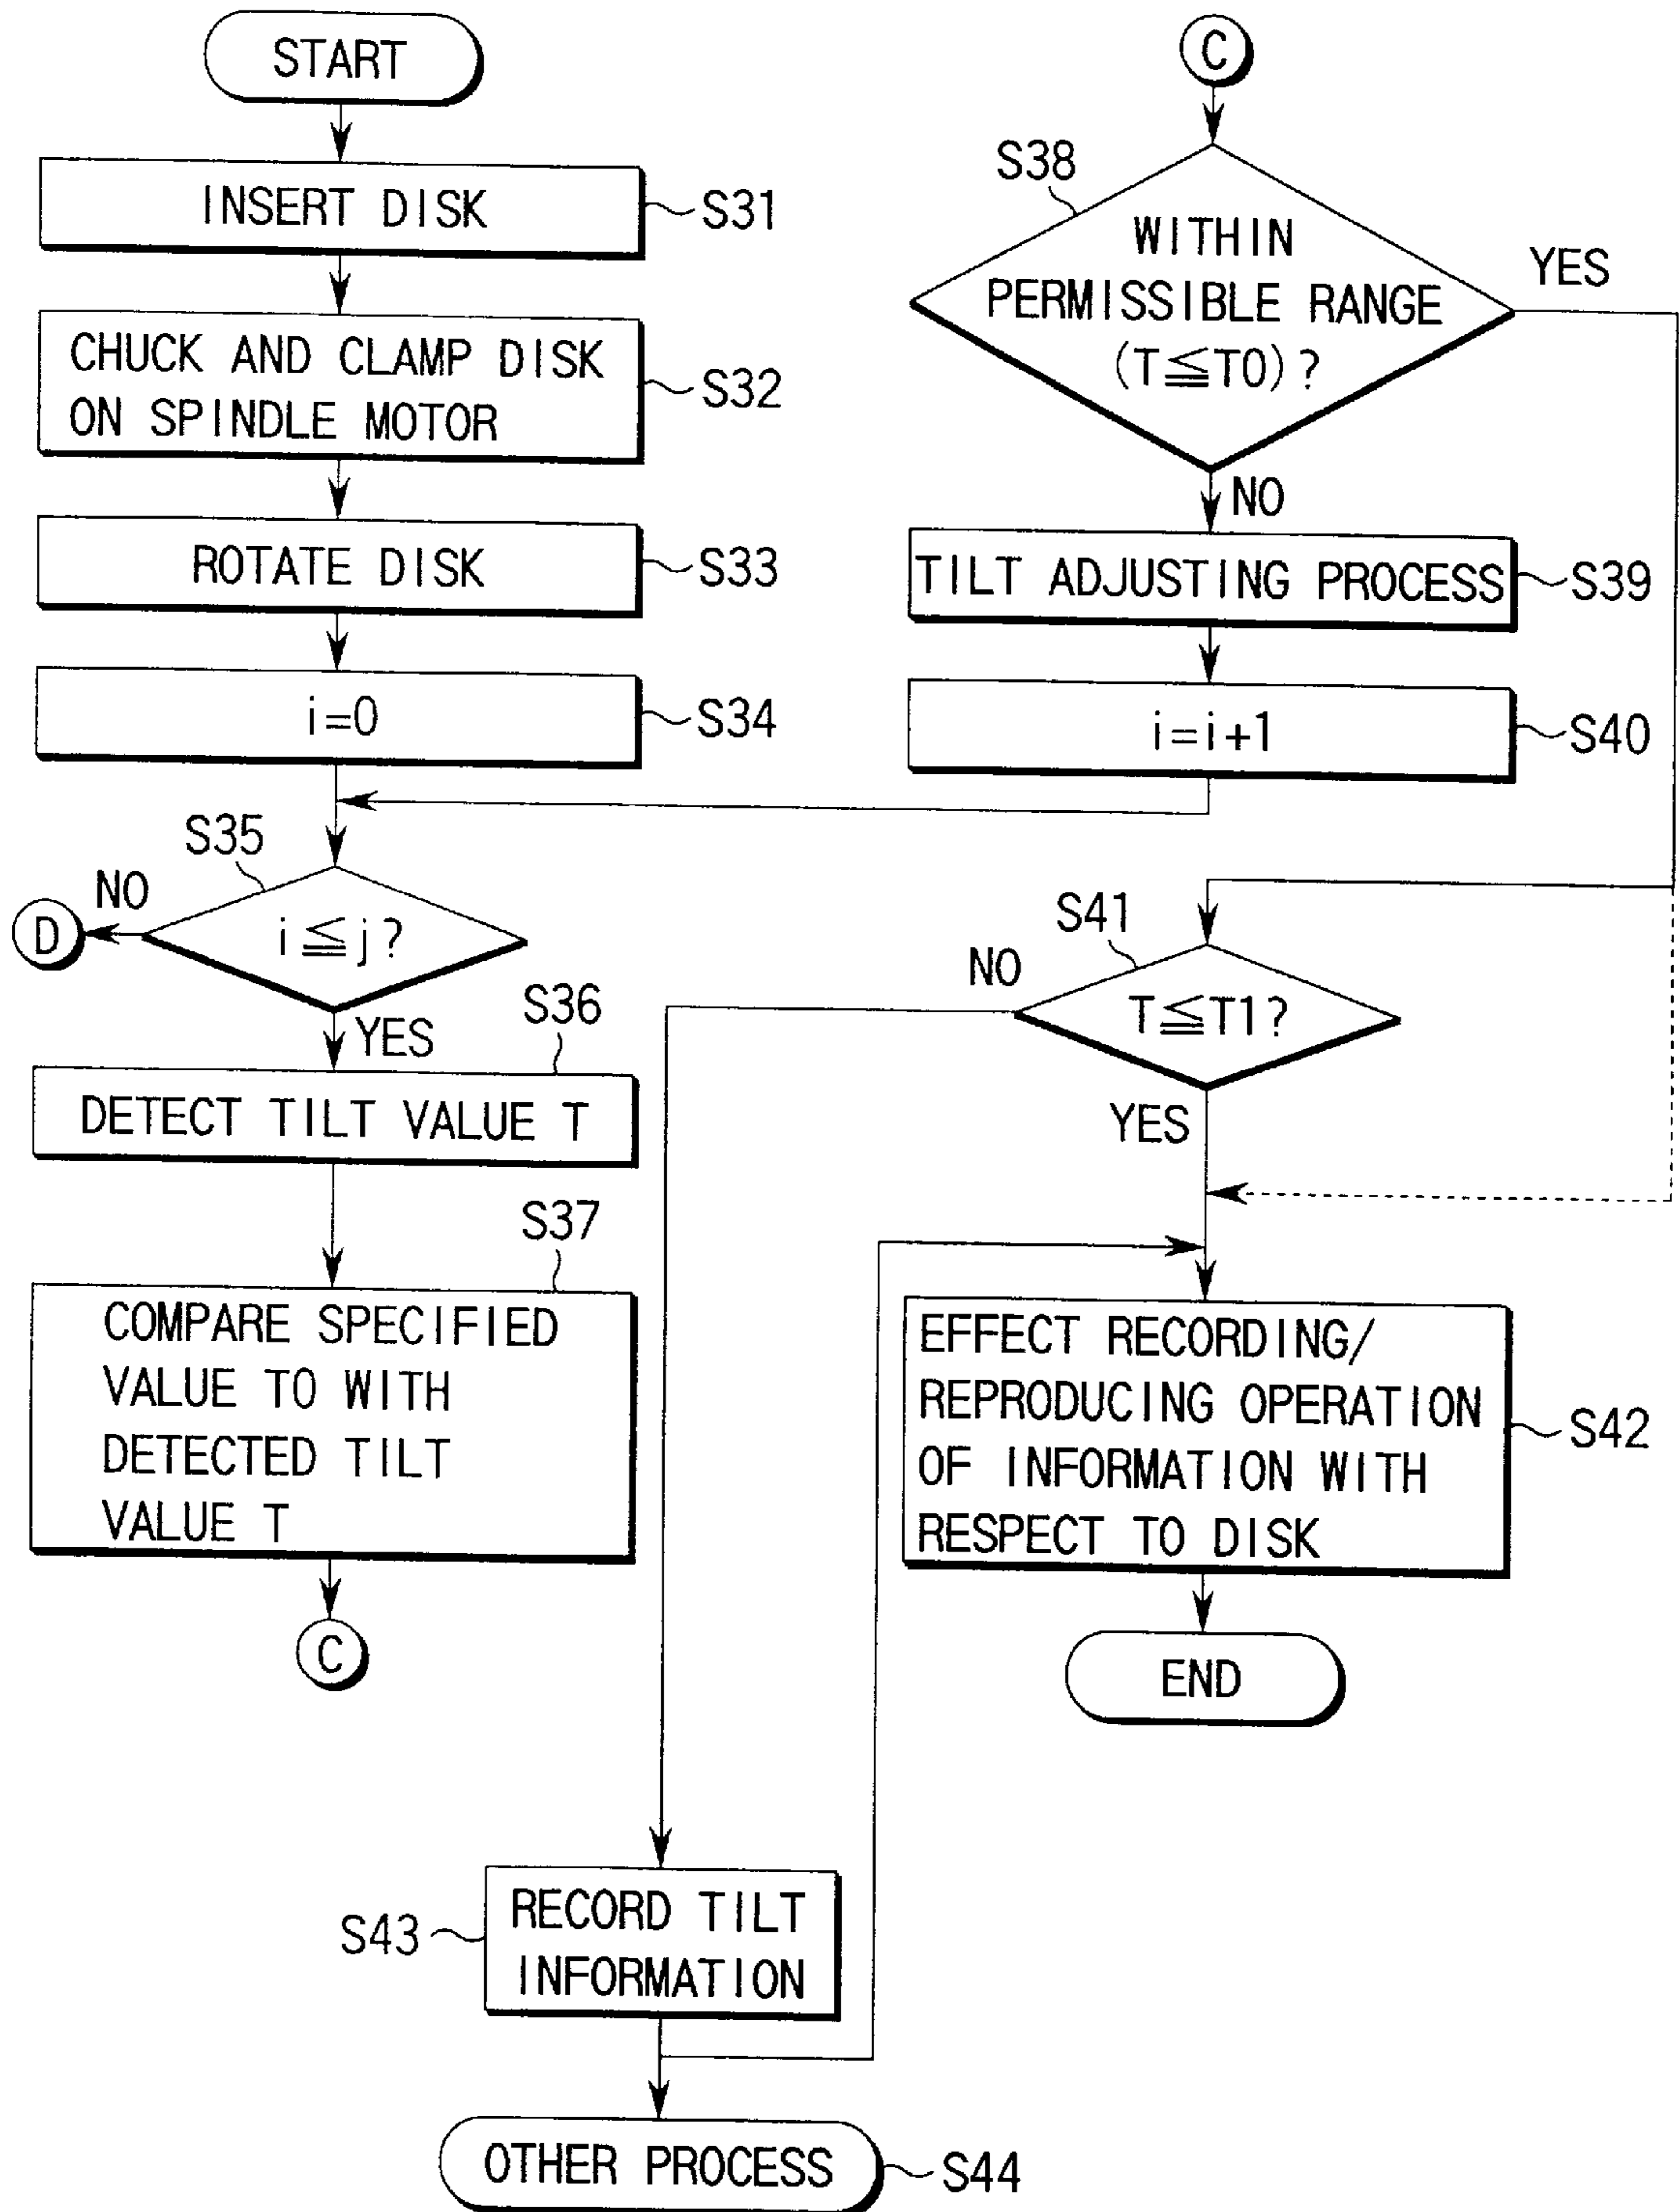 START
INSERT DISK
S31
CHUCK AND CLAMP DISK
ON SPINDLE MOTOR
S32
ROTATE DISK
S33
i=0
S34
S35
NO
D
i≦j?
YES
S36
DETECT TILT VALUE T
S37
COMPARE SPECIFIED
VALUE TO WITH
DETECTED TILT
VALUE T
C
C
S38
WITHIN
PERMISSIBLE RANGE
(T≦T0)?
YES
NO
TILT ADJUSTING PROCESS
S39
i=i+1
S40
S41
NO
T≦T1?
YES
EFFECT RECORDING/
REPRODUCING OPERATION
OF INFORMATION WITH
RESPECT TO DISK
S42
END
RECORD TILT
INFORMATION
S43
OTHER PROCESS
S44